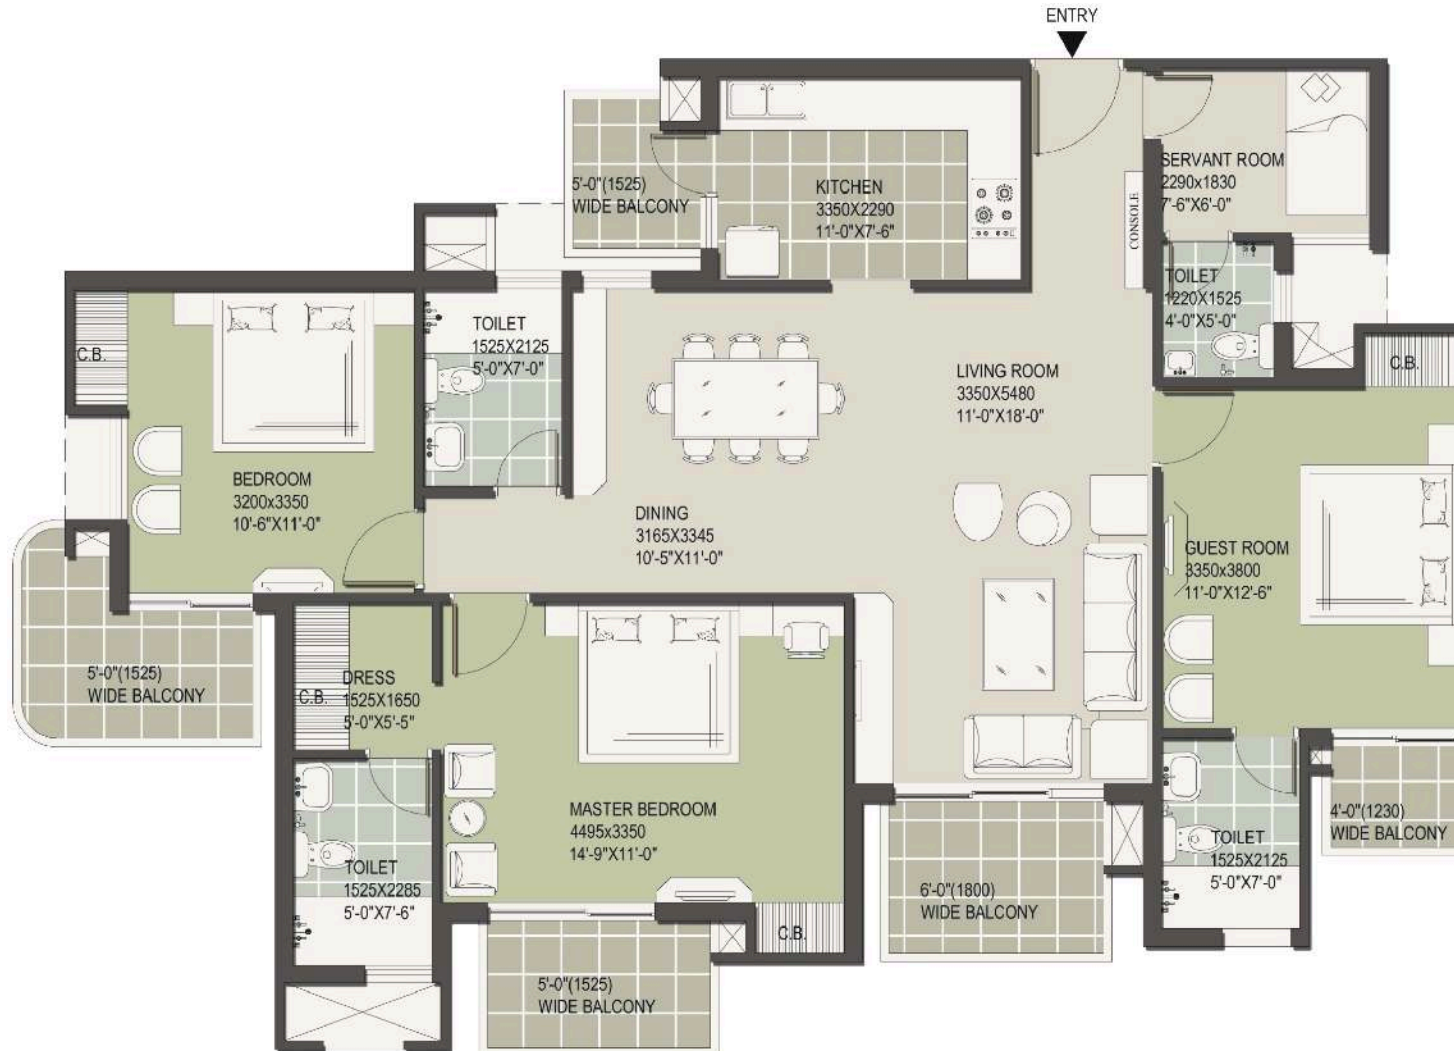 ENTRY
5'-0"(1525)
WIDE BALCONY
KITCHEN
3350X2290
11'-0"X7'-6"
CONSOLE
SERVANT ROOM
2290x1830
7'-6"X6'-0"
TOILET
1220X1525
4'-0"X5'-0"
C.B.
TOILET
1525X2125
5'-0"X7'-0"
C.B.
LIVING ROOM
3350X5480
11'-0"X18'-0"
BEDROOM
3200x3350
10'-6"X11'-0"
DINING
3165X3345
10'-5"X11'-0"
GUEST ROOM
3350x3800
11'-0"X12'-6"
5'-0"(1525)
WIDE BALCONY
C.B.
DRESS
1525X1650
5'-0"X5'-5"
MASTER BEDROOM
4495x3350
14'-9"X11'-0"
TOILET
1525X2285
5'-0"X7'-6"
C.B.
6'-0"(1800)
WIDE BALCONY
TOILET
1525X2125
5'-0"X7'-0"
4'-0"(1230)
WIDE BALCONY
5'-0"(1525)
WIDE BALCONY